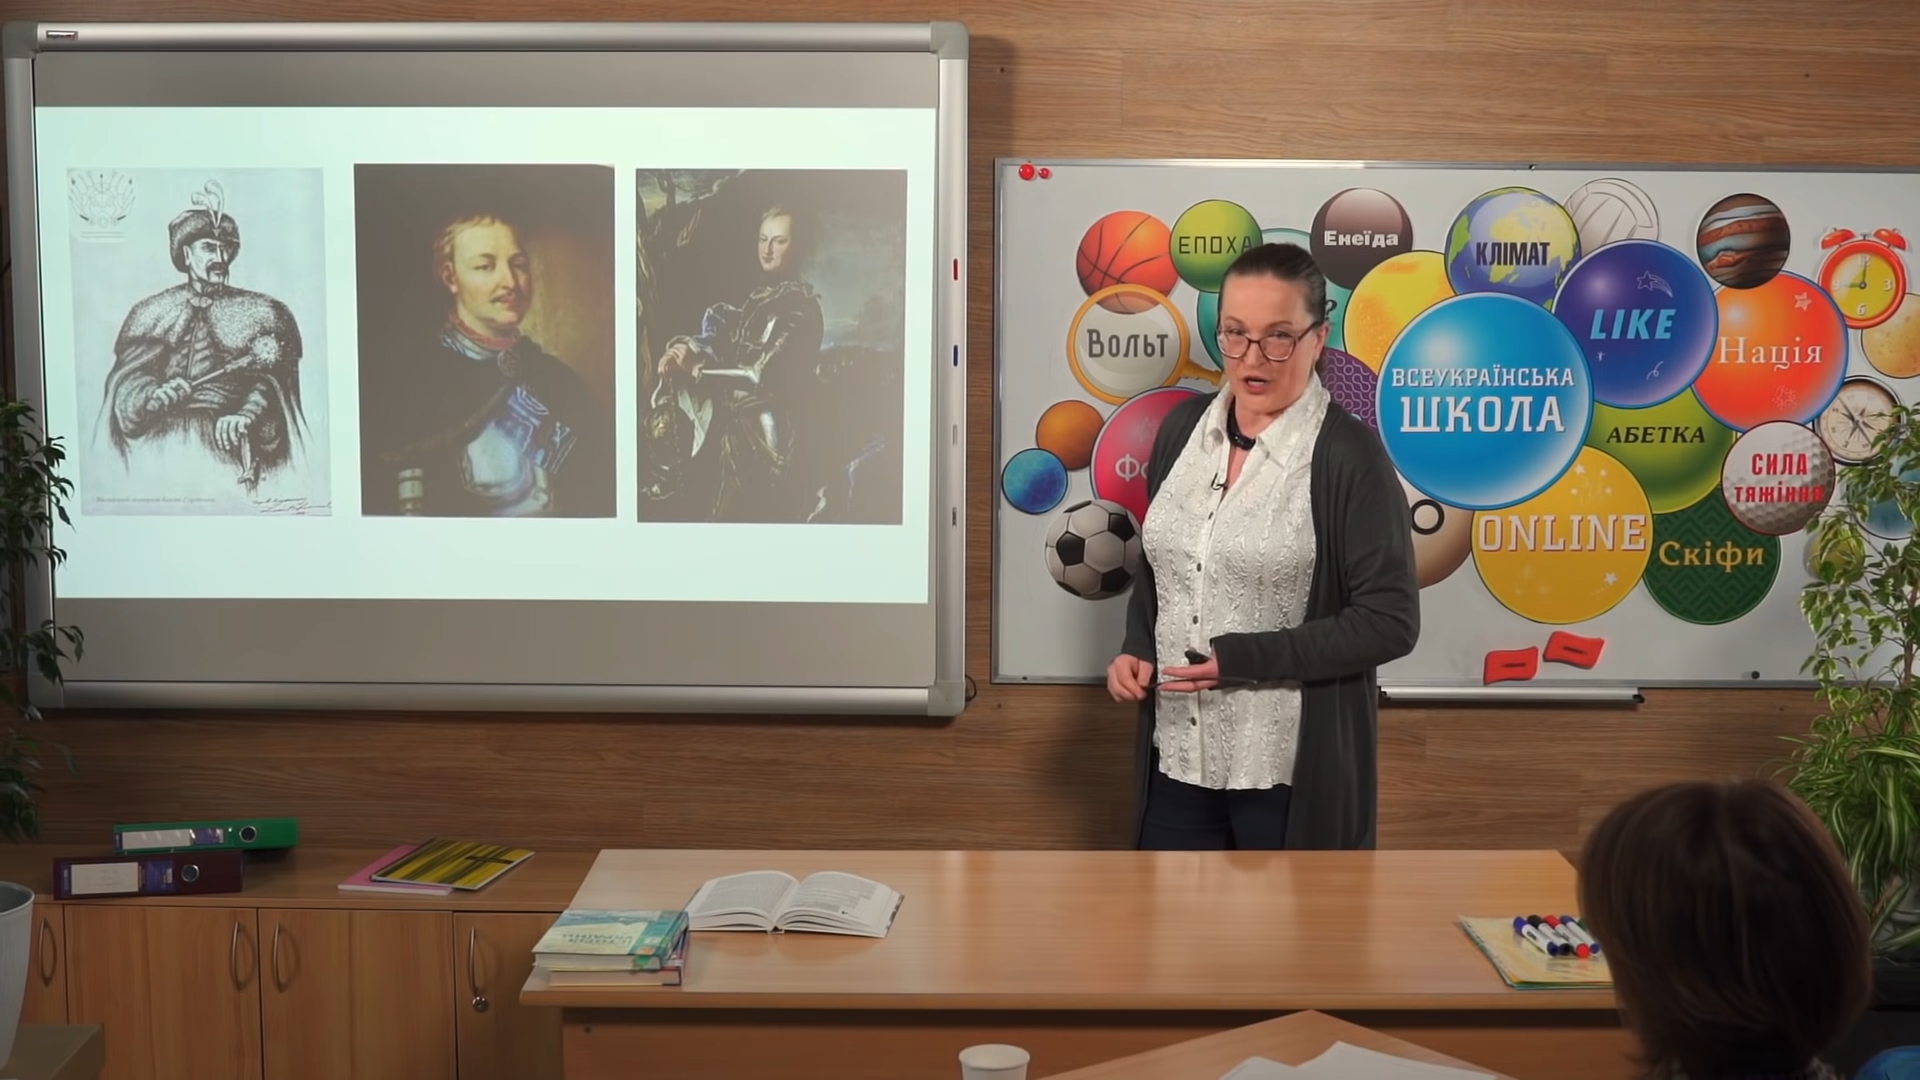 ЕПОХА
Енеїда
КЛІМАТ
Вольт
LIKE
Нація
ВСЕУКРАЇНСЬКА
ШКОЛА
АБЕТКА
СИЛА
тяжіння
ONLINE
Скіфи